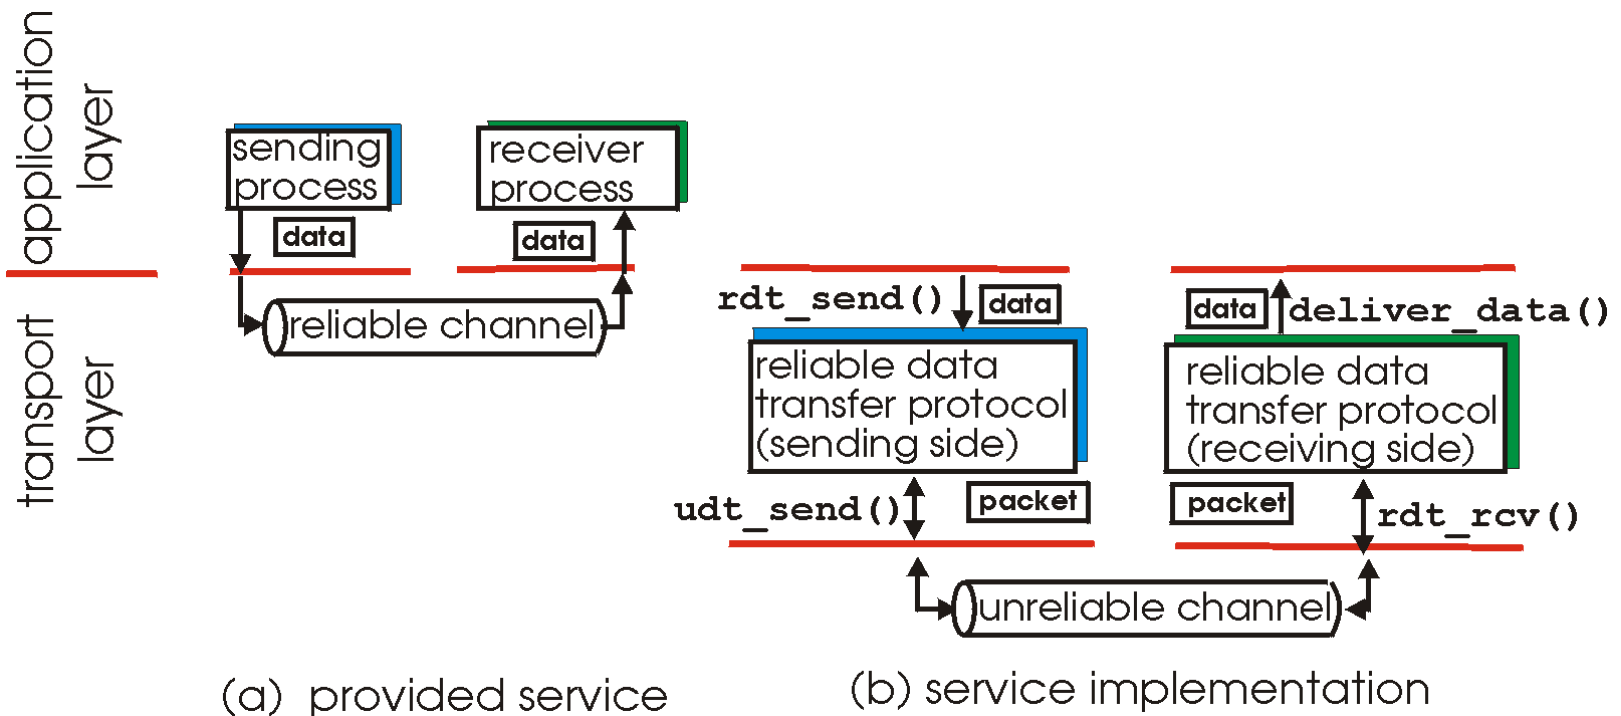 application
layer
transport
layer
sending
process
data
receiver
process
data
reliable channel
(a) provided service
rdt_send()
data
reliable data
transfer protocol
(sending side)
udt_send()
packet
data
deliver_data()
reliable data
transfer protocol
(receiving side)
packet
rdt_rcv()
unreliable channel
(b) service implementation